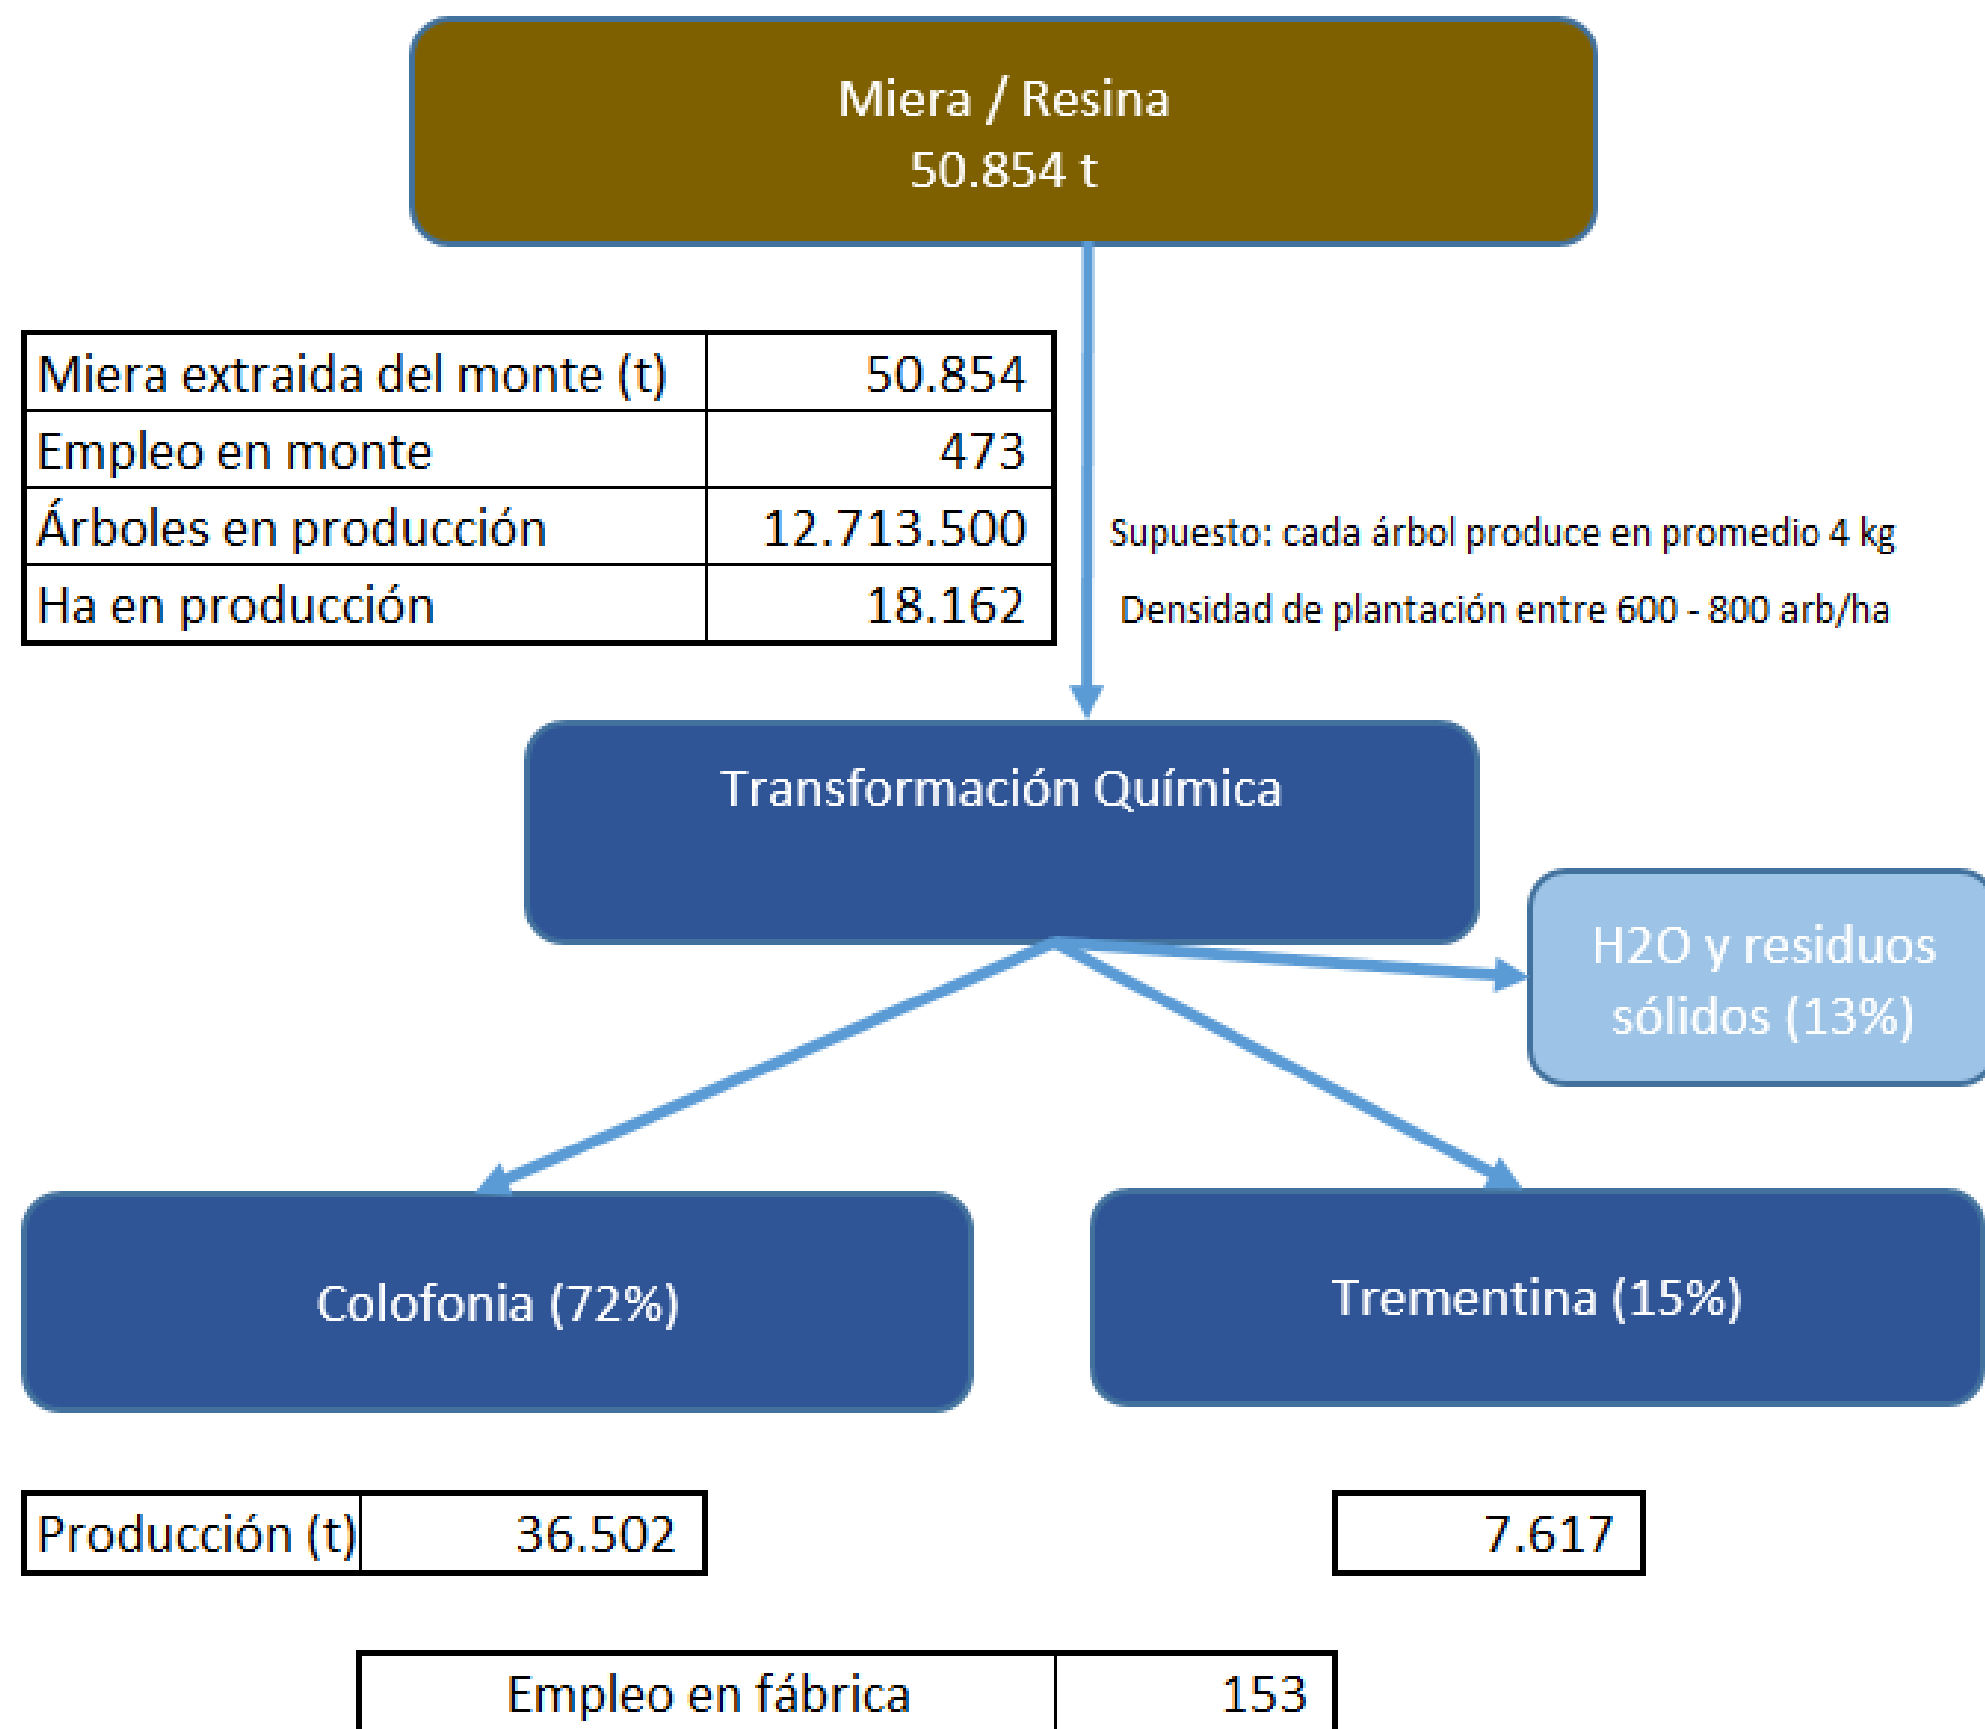 Miera / Resina
50.854 t
Miera extraida del monte (t) 50.854
Empleo en monte 473
Árboles en producción 12.713.500
Supuesto: cada árbol produce en promedio 4 kg
Ha en producción 18.162
Densidad de plantación entre 600 - 800 arb/ha
Transformación Química
H2O y residuos
sólidos (13%)
Colofonia (72%)
Trementina (15%)
Producción (t) 36.502
7.617
Empleo en fábrica 153